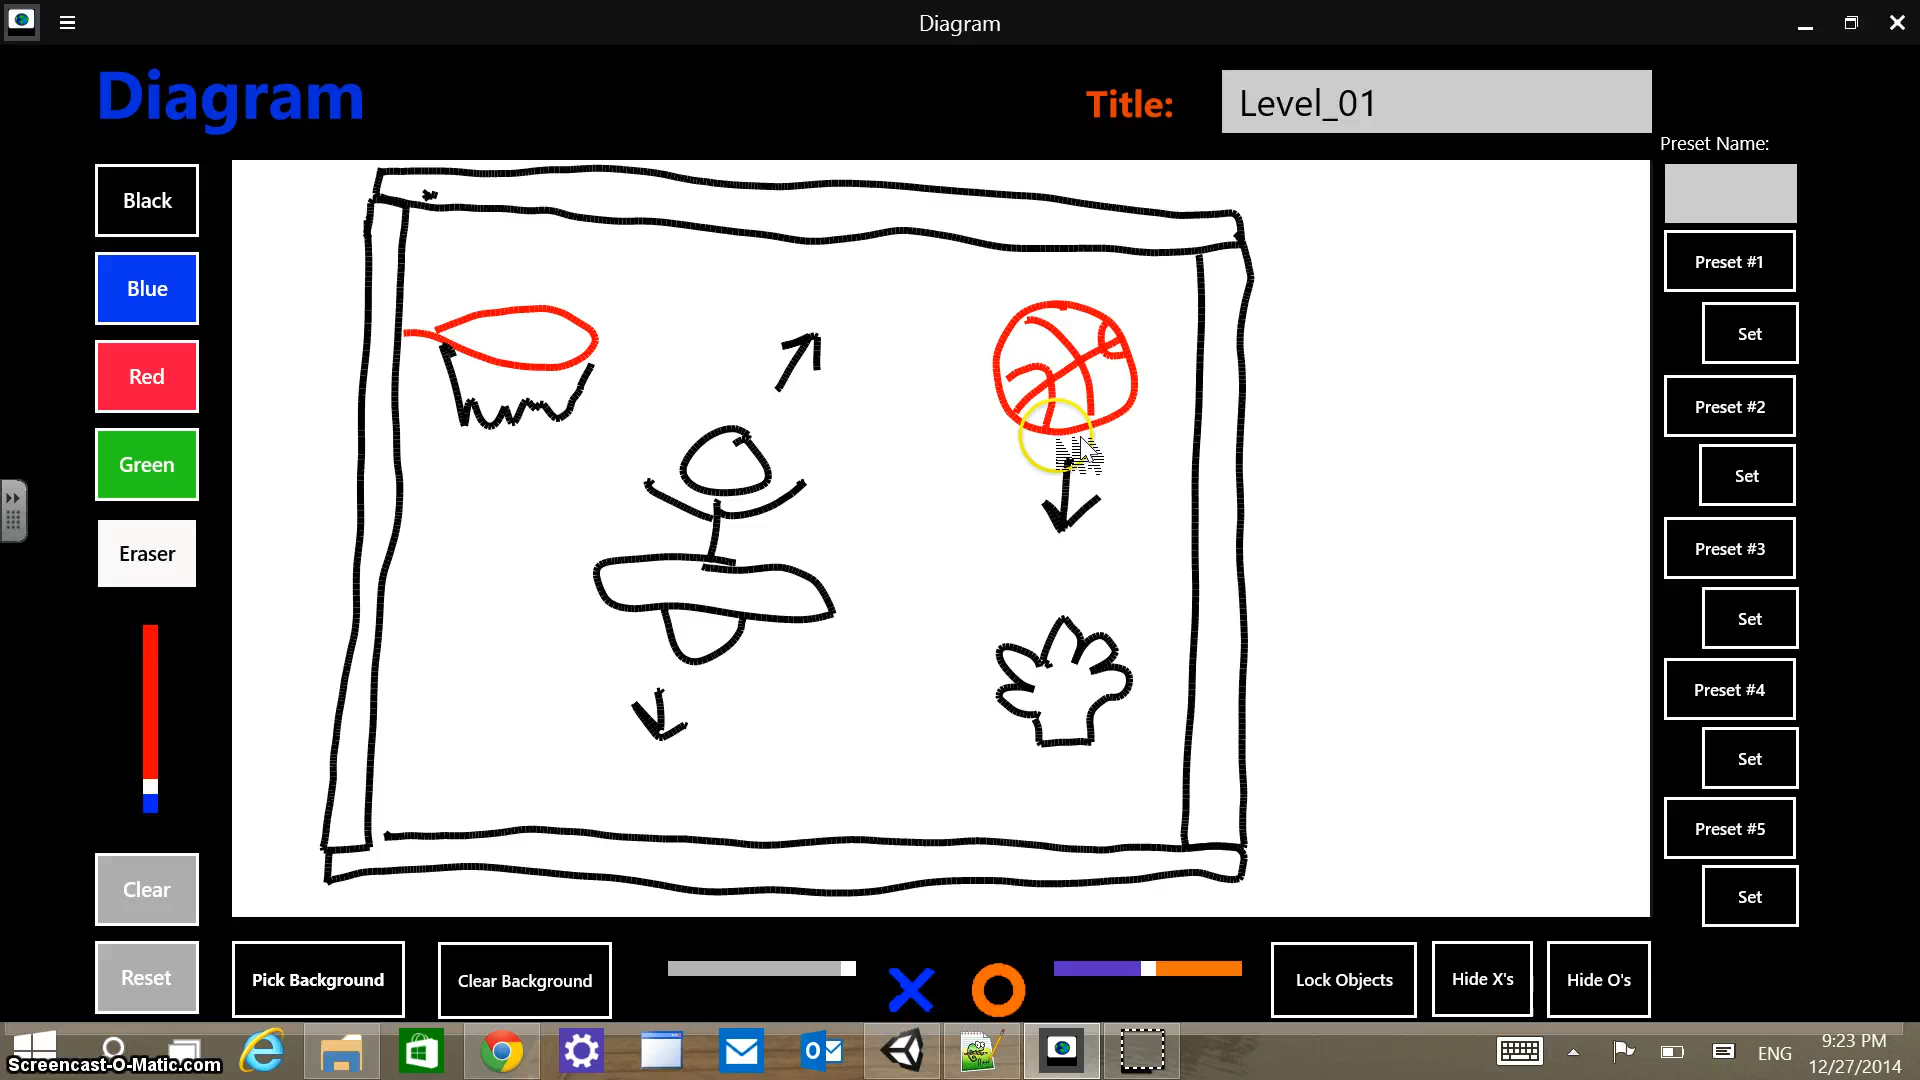 Diagram
Diagram
Title:
Level_01
Preset Name:
Black
Blue
Red
Green
Eraser
Clear
Reset
Preset #1
Set
Preset #2
Set
Preset #3
Set
Preset #4
Set
Preset #5
Set
Pick Background
Clear Background
Lock Objects
Hide X's
Hide O's
Screencast-O-Matic.com
ENG
9:23 PM
12/27/2014